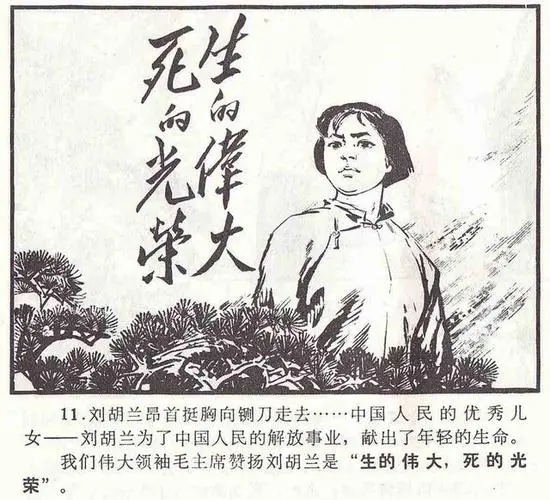 生的偉大
死的光榮
11.刘胡兰昂首挺胸向铡刀走去……中国人民的优秀儿
女——刘胡兰为了中国人民的解放事业，献出了年轻的生命。
我们伟大领袖毛主席赞扬刘胡兰是“生的伟大，死的光
荣”。